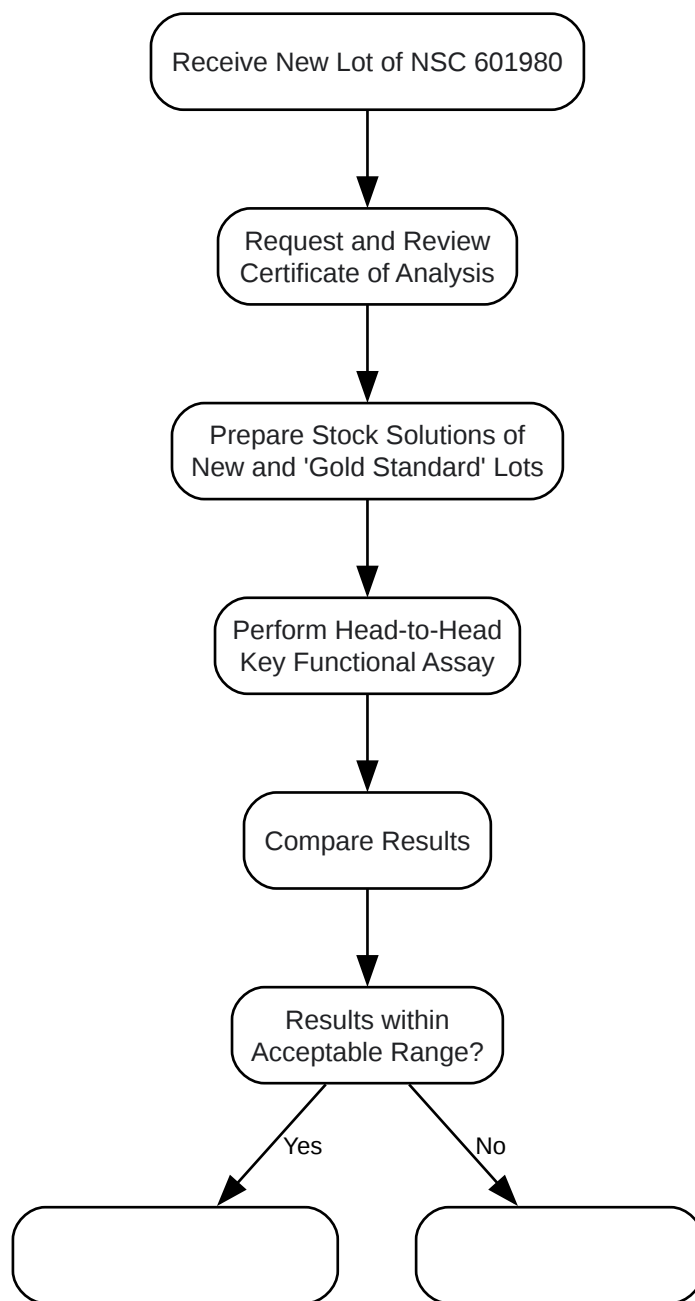 Receive New Lot of NSC 601980
Request and Review
Certificate of Analysis
Prepare Stock Solutions of
New and 'Gold Standard' Lots
Perform Head-to-Head
Key Functional Assay
Compare Results
Results within
Acceptable Range?
Yes
No